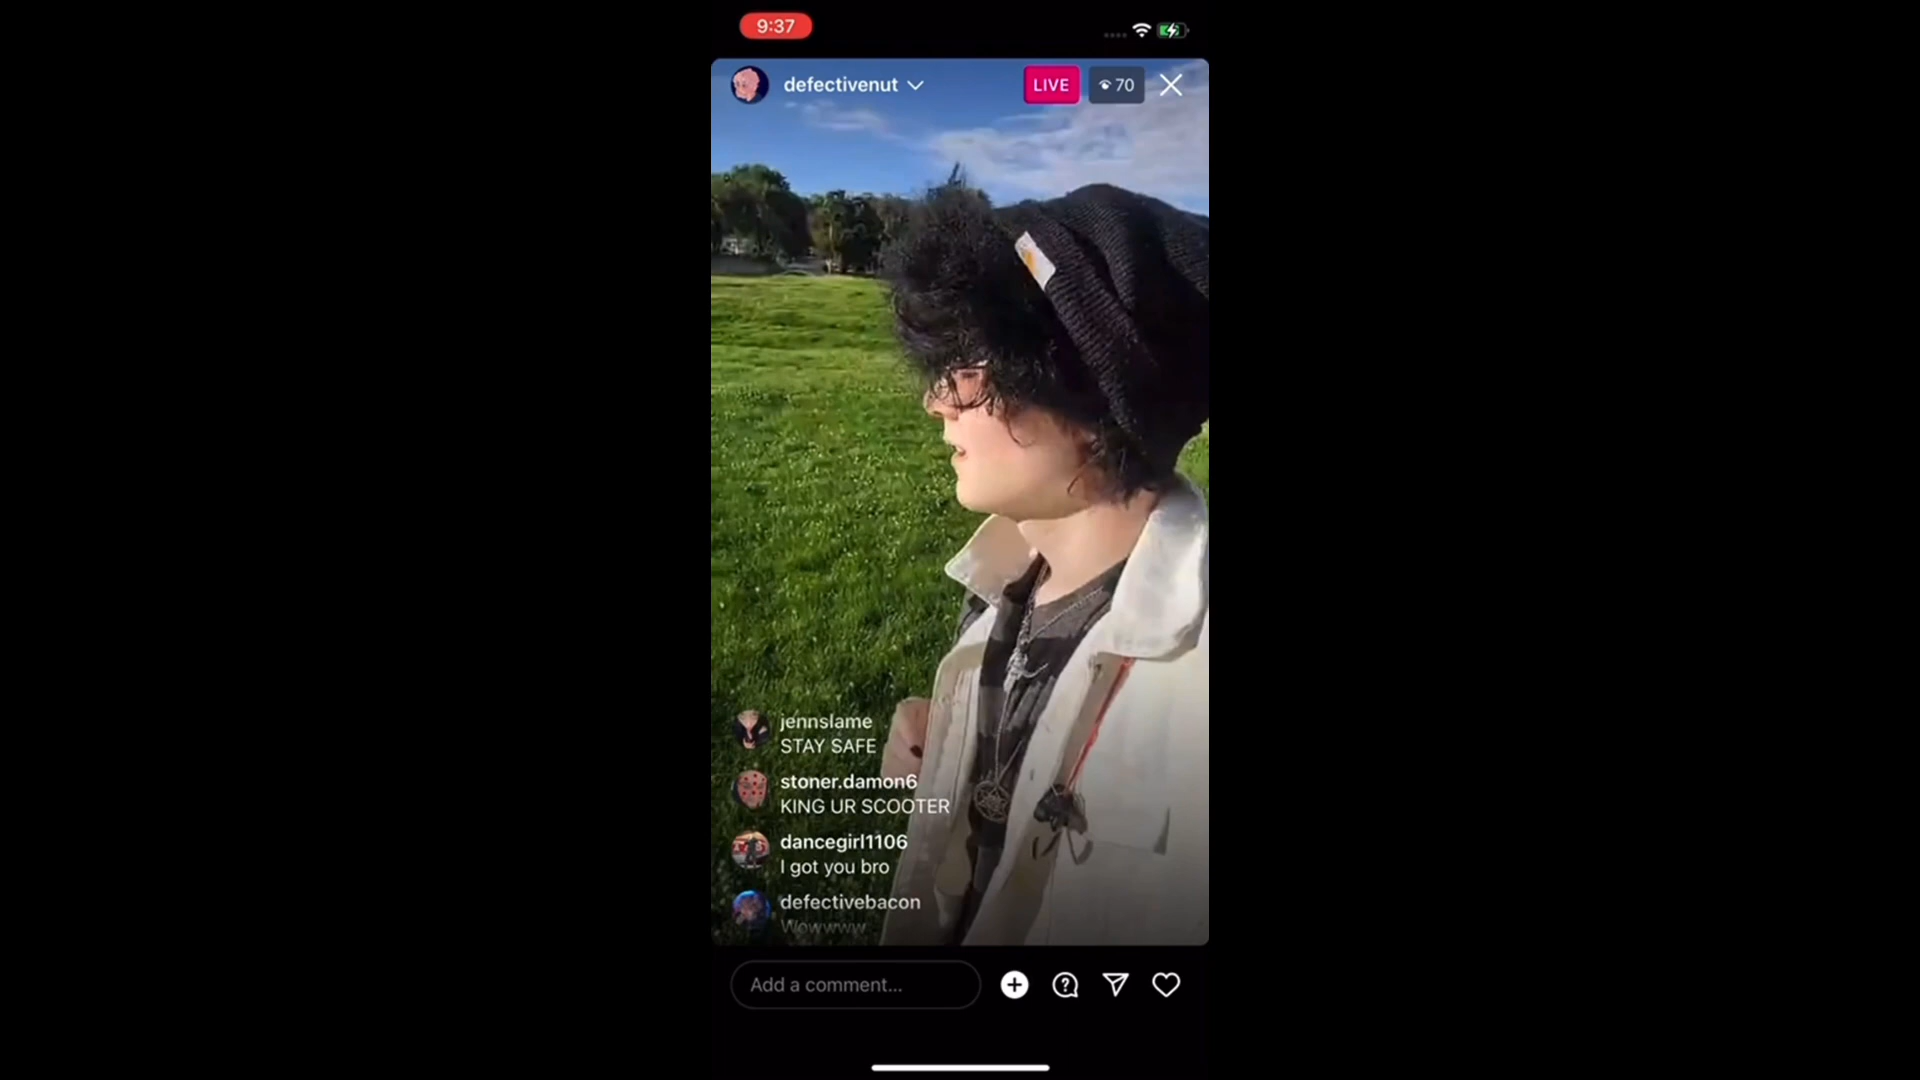 9:37
defectivenut
LIVE
70
jennslame
STAY SAFE
stoner.damon6
KING UR SCOOTER
dancegirl1106
I got you bro
defectivebacon
Wowwww
Add a comment...